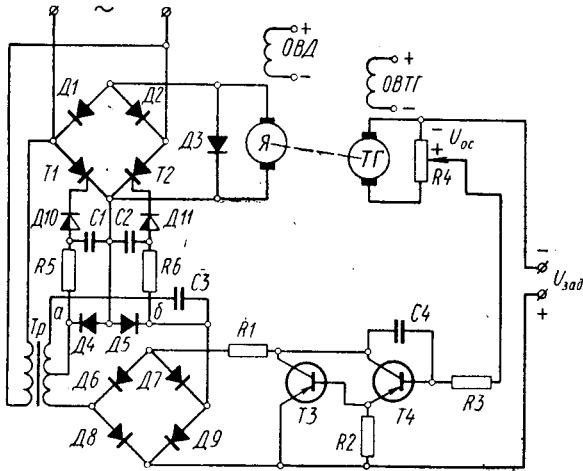 ~
ОВД
+
−
ОВТГ
+
−
Д1
Д2
Д3
Я
ТГ
−
+
Uос
R4
Т1
Т2
Д10
С1
С2
Д11
R5
R6
С3
−
Uзад
+
Тр
а
Д4
Д5
б
R1
С4
Д6
Д7
Т3
Т4
R3
Д8
Д9
R2